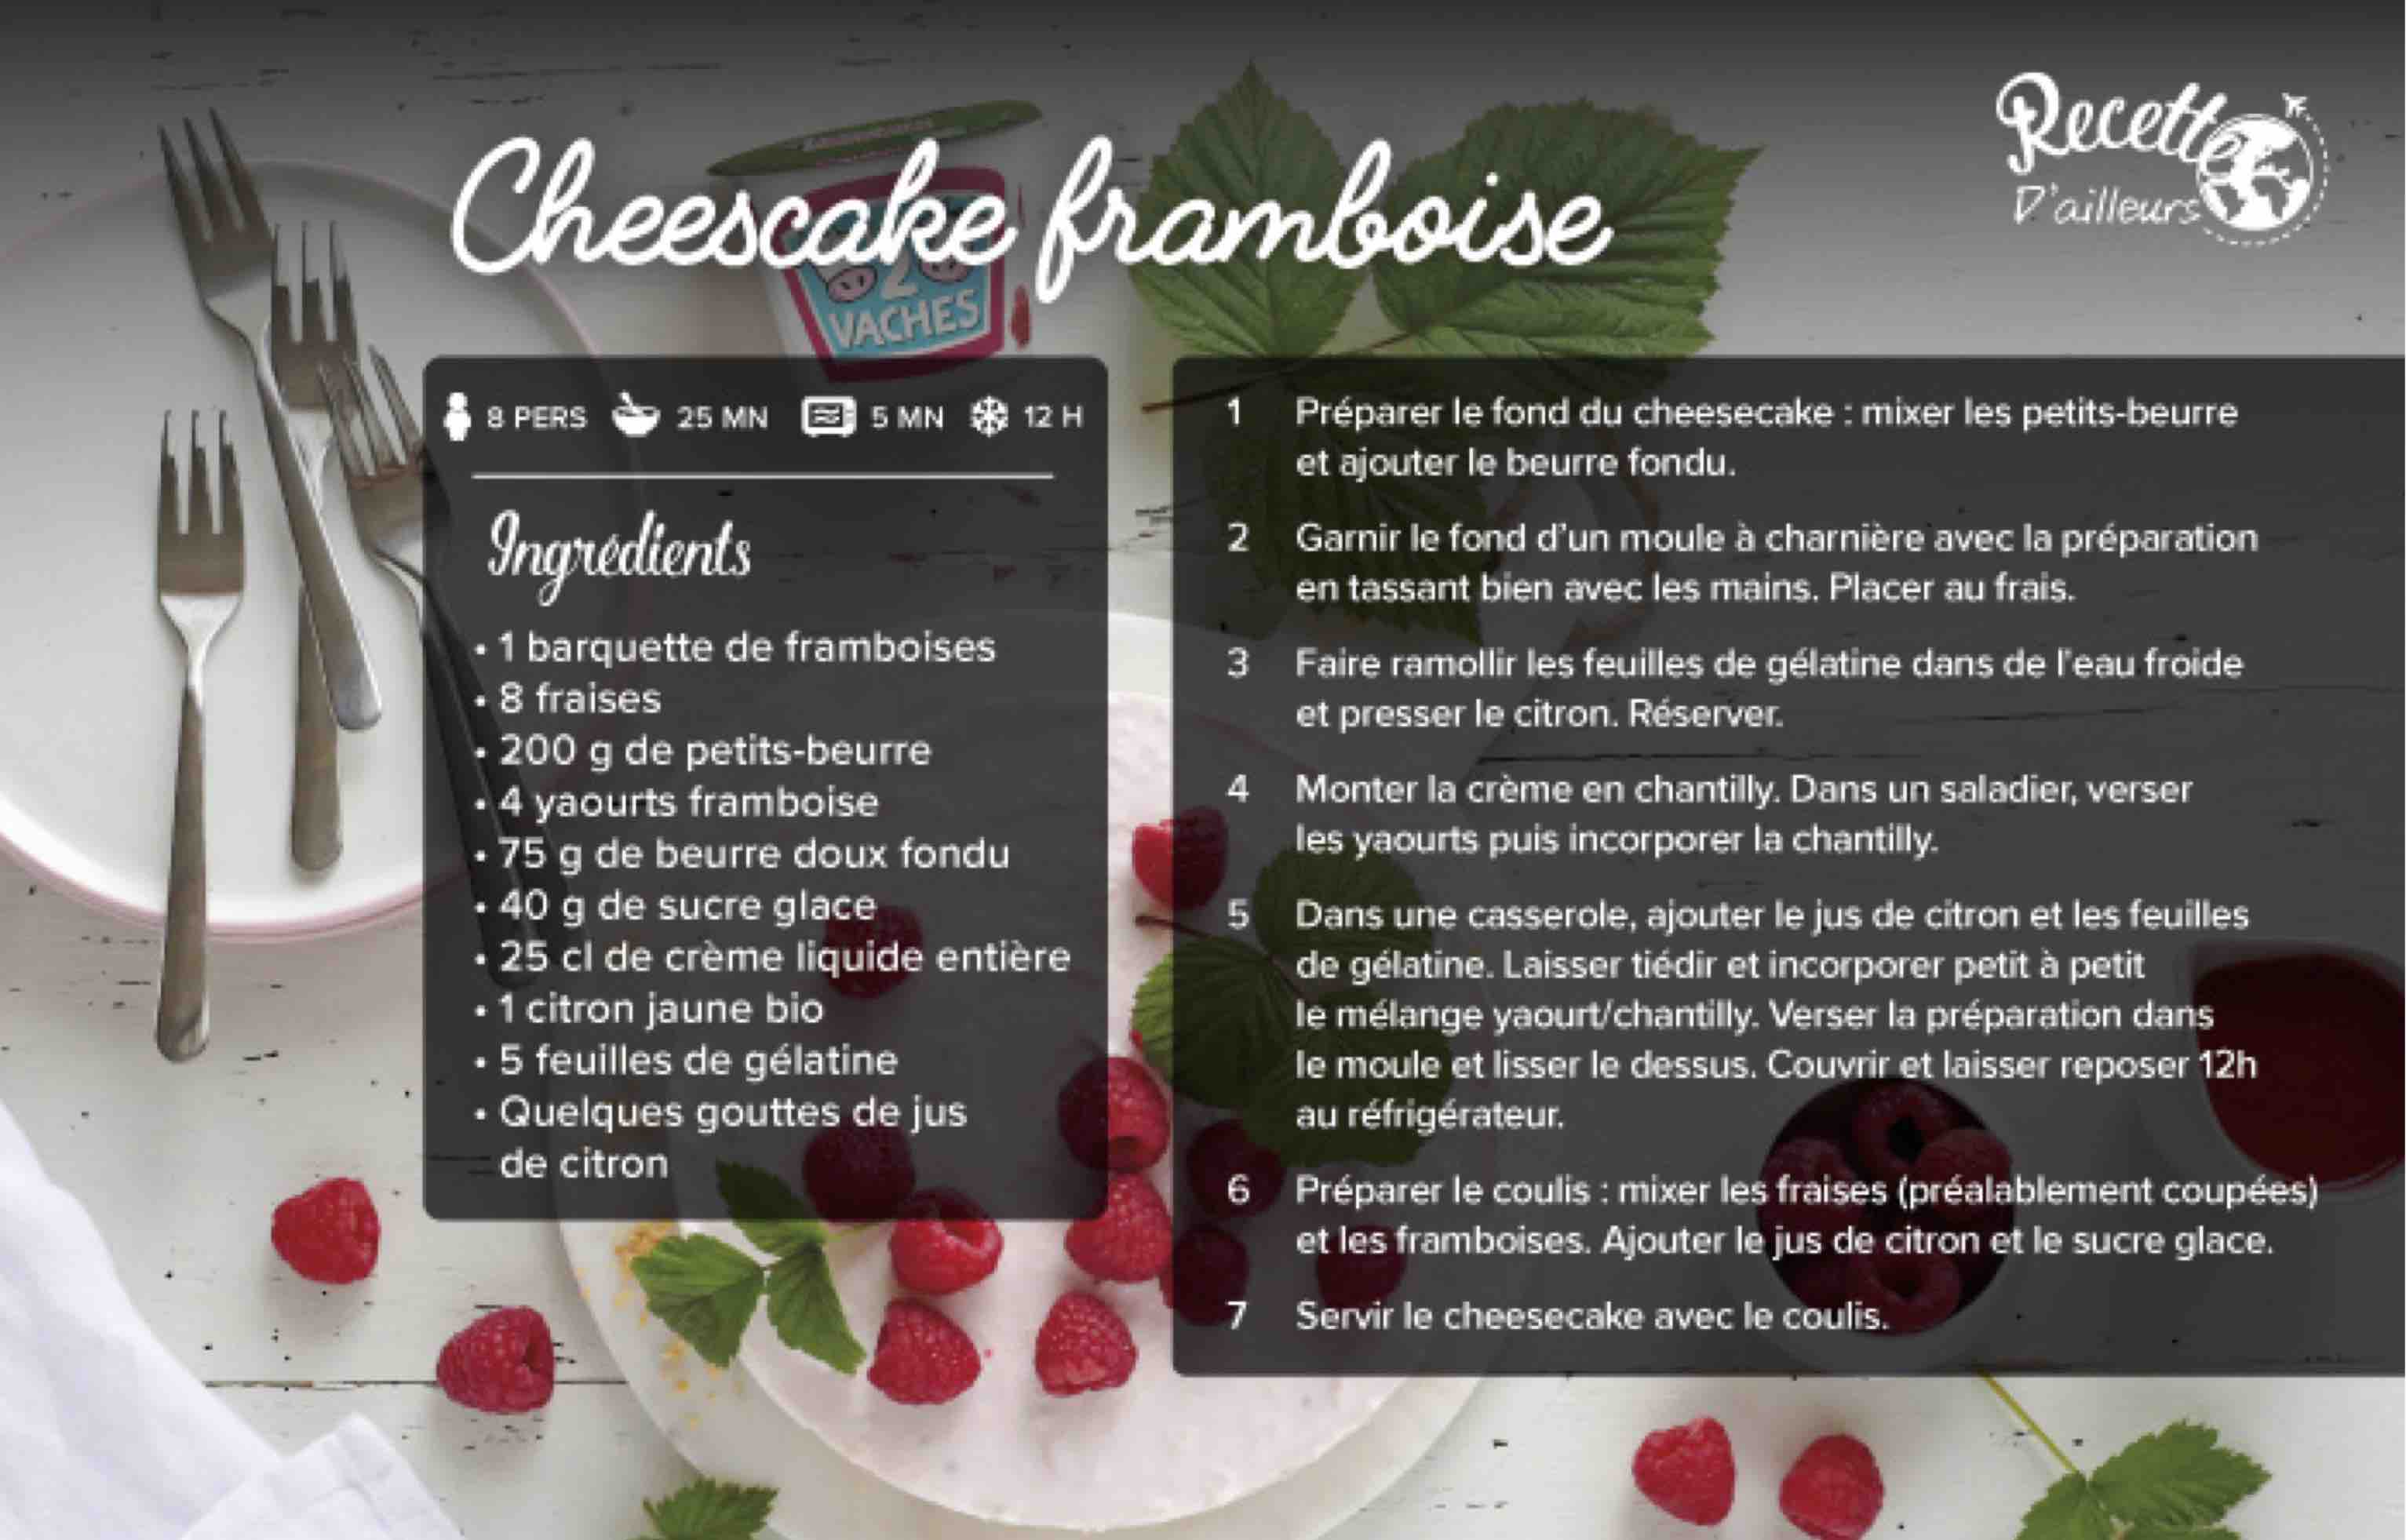 Recette
D'ailleurs
Cheescake framboise
2
VACHES
8 PERS 25 MN 5 MN 12 H
Ingrédients
• 1 barquette de framboises
• 8 fraises
• 200 g de petits-beurre
• 4 yaourts framboise
• 75 g de beurre doux fondu
• 40 g de sucre glace
• 25 cl de crème liquide entière
• 1 citron jaune bio
• 5 feuilles de gélatine
• Quelques gouttes de jus
de citron
1 Préparer le fond du cheesecake : mixer les petits-beurre
et ajouter le beurre fondu.
2 Garnir le fond d'un moule à charnière avec la préparation
en tassant bien avec les mains. Placer au frais.
3 Faire ramollir les feuilles de gélatine dans de l'eau froide
et presser le citron. Réserver.
4 Monter la crème en chantilly. Dans un saladier, verser
les yaourts puis incorporer la chantilly.
5 Dans une casserole, ajouter le jus de citron et les feuilles
de gélatine. Laisser tiédir et incorporer petit à petit
le mélange yaourt/chantilly. Verser la préparation dans
le moule et lisser le dessus. Couvrir et laisser reposer 12h
au réfrigérateur.
6 Préparer le coulis : mixer les fraises (préalablement coupées)
et les framboises. Ajouter le jus de citron et le sucre glace.
7 Servir le cheesecake avec le coulis.